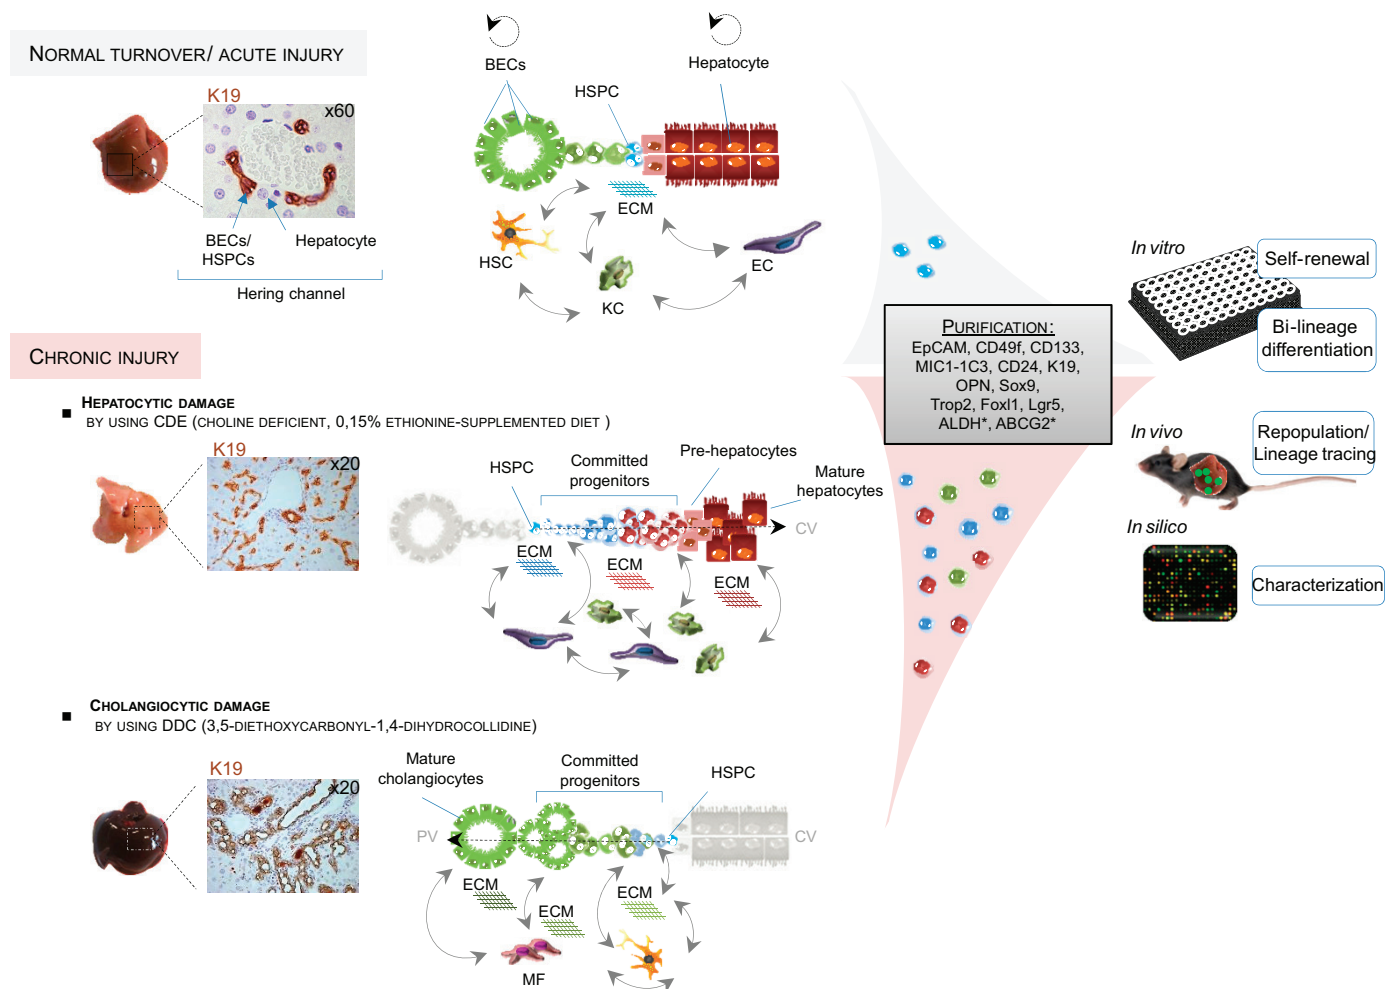 NORMAL TURNOVER/ ACUTE INJURY
K19
x60
BECs/
HSPCs
Hepatocyte
Hering channel
BECs
Hepatocyte
HSPC
ECM
HSC
KC
EC
CHRONIC INJURY
HEPATOCYTIC DAMAGE
BY USING CDE (CHOLINE DEFICIENT, 0,15% ETHIONINE-SUPPLEMENTED DIET )
K19
x20
HSPC
Committed
progenitors
Pre-hepatocytes
Mature
hepatocytes
CV
ECM
ECM
ECM
CHOLANGIOCYTIC DAMAGE
BY USING DDC (3,5-DIETHOXYCARBONYL-1,4-DIHYDROCOLLIDINE)
K19
x20
Mature
cholangiocytes
Committed
progenitors
HSPC
PV
CV
ECM
ECM
ECM
MF
PURIFICATION:
EpCAM, CD49f, CD133,
MIC1-1C3, CD24, K19,
OPN, Sox9,
Trop2, Foxl1, Lgr5,
ALDH*, ABCG2*
In vitro
Self-renewal
Bi-lineage
differentiation
In vivo
Repopulation/
Lineage tracing
In silico
Characterization